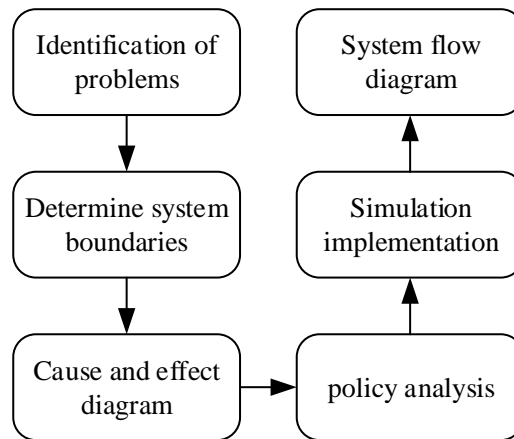 Identification of
problems
Determine system
boundaries
Cause and effect
diagram
policy analysis
Simulation
implementation
System flow
diagram